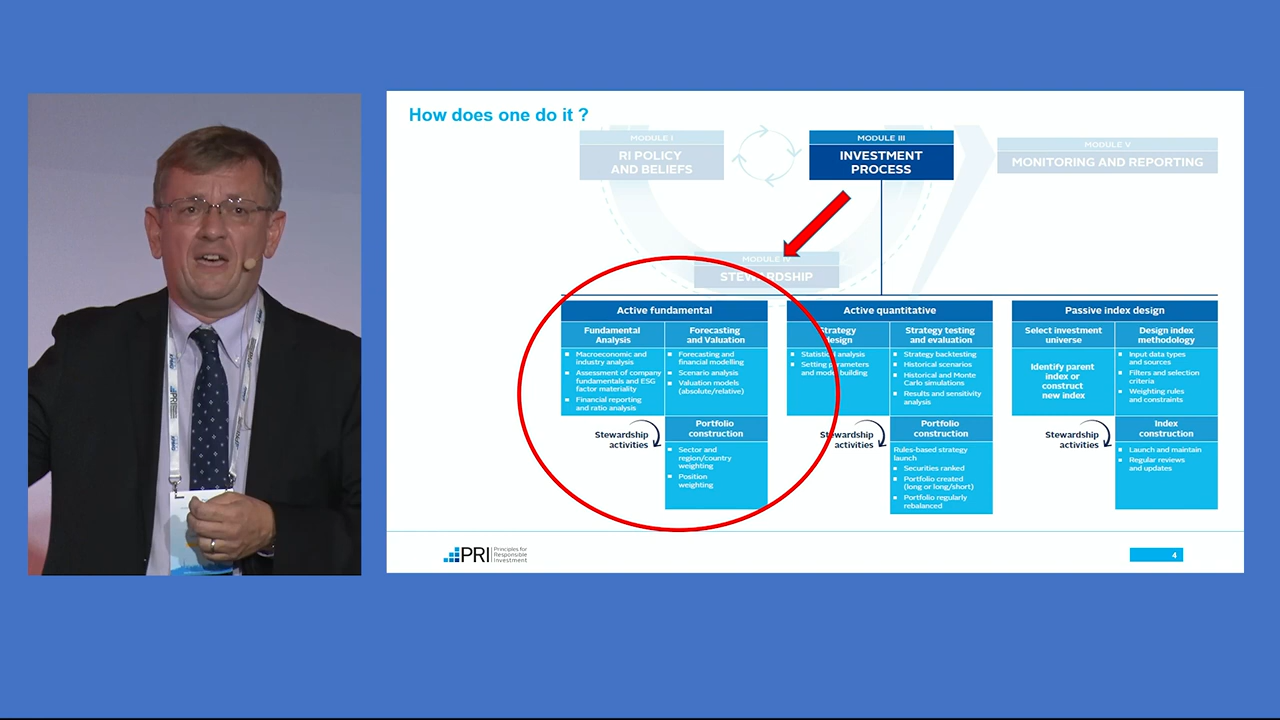 How does one do it ?
MODULE I
RI POLICY
AND BELIEFS
MODULE III
INVESTMENT
PROCESS
MODULE V
MONITORING AND REPORTING
MODULE IV
STEWARDSHIP
Active fundamental
Fundamental
Analysis
Macroeconomic and
industry analysis
Assessment of company
fundamentals and ESG
factor materiality
Financial reporting
and ratio analysis
Forecasting
and Valuation
Forecasting and
financial modelling
Scenario analysis
Valuation models
(absolute/relative)
Stewardship
activities
Portfolio
construction
Sector and
region/country
weighting
Position
weighting
Active quantitative
Strategy
design
Statistical analysis
Setting parameters
and model building
Strategy testing
and evaluation
Strategy backtesting
Historical scenarios
Historical and Monte
Carlo simulations
Results and sensitivity
analysis
Stewardship
activities
Portfolio
construction
Rules-based strategy
launch
Securities ranked
Portfolio created
(long or long/short)
Portfolio regularly
rebalanced
Passive index design
Select investment
universe
Identify parent
index or
construct
new index
Design index
methodology
Input data types
and sources
Filters and selection
criteria
Weighting rules
and constraints
Stewardship
activities
Index
construction
Launch and maintain
Regular reviews
and updates
PRI
Principles for
Responsible
Investment
4